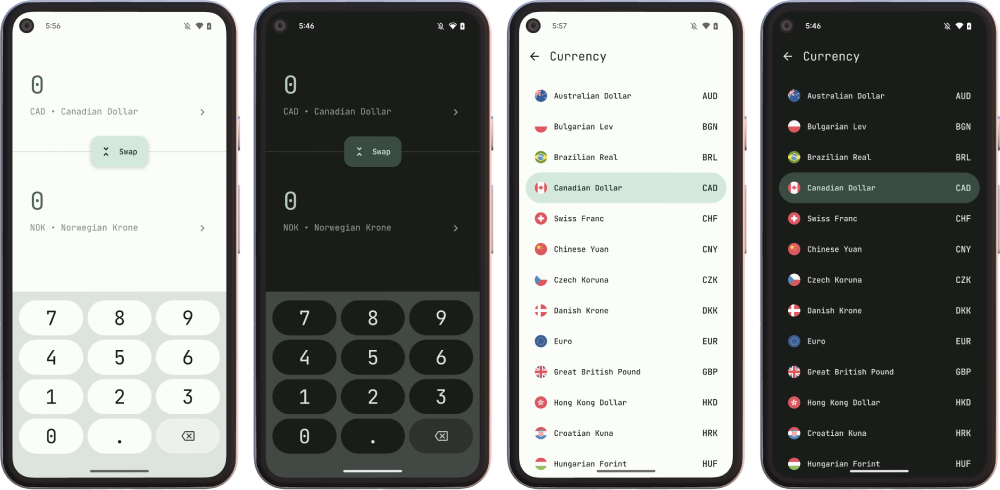 5:56
0
CAD • Canadian Dollar
Swap
0
NOK • Norwegian Krone
7 8 9
4 5 6
1 2 3
0 .
5:46
0
CAD • Canadian Dollar
Swap
0
NOK • Norwegian Krone
7 8 9
4 5 6
1 2 3
0 .
5:57
Currency
Australian Dollar AUD
Bulgarian Lev BGN
Brazilian Real BRL
Canadian Dollar CAD
Swiss Franc CHF
Chinese Yuan CNY
Czech Koruna CZK
Danish Krone DKK
Euro EUR
Great British Pound GBP
Hong Kong Dollar HKD
Croatian Kuna HRK
Hungarian Forint HUF
5:46
Currency
Australian Dollar AUD
Bulgarian Lev BGN
Brazilian Real BRL
Canadian Dollar CAD
Swiss Franc CHF
Chinese Yuan CNY
Czech Koruna CZK
Danish Krone DKK
Euro EUR
Great British Pound GBP
Hong Kong Dollar HKD
Croatian Kuna HRK
Hungarian Forint HUF